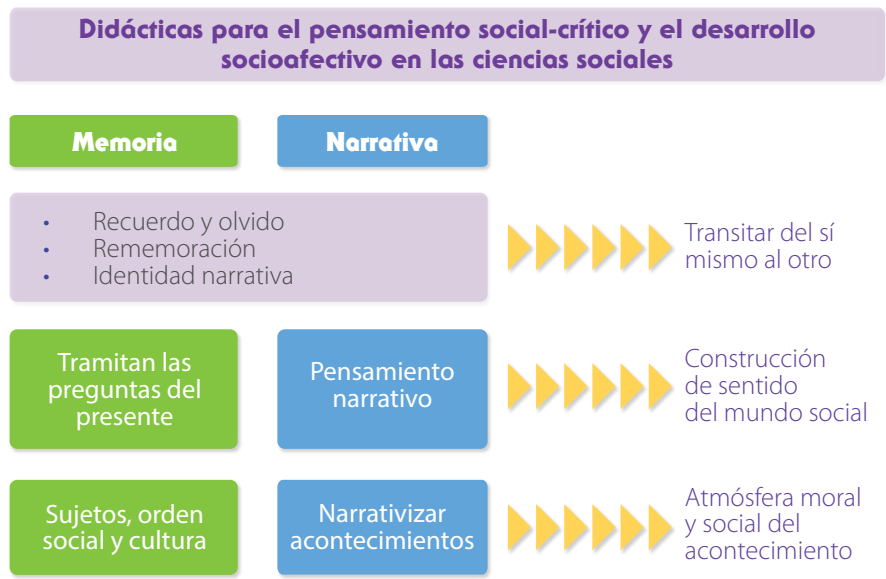 Didácticas para el pensamiento social-crítico y el desarrollo
socioafectivo en las ciencias sociales
Memoria
Narrativa
• Recuerdo y olvido
• Rememoración
• Identidad narrativa
Transitar del sí
mismo al otro
Tramitan las
preguntas del
presente
Pensamiento
narrativo
Construcción
de sentido
del mundo social
Sujetos, orden
social y cultura
Narrativizar
acontecimientos
Atmósfera moral
y social del
acontecimiento